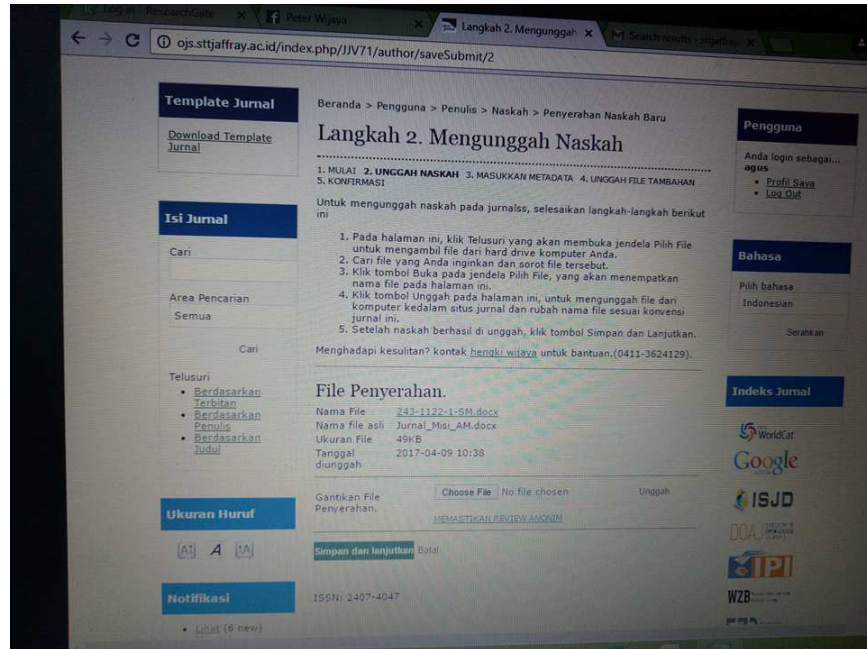 Log in - ResearchGate
Peter Wijaya
Langkah 2. Mengunggah
Search results - sttjaffray
ojs.sttjaffray.ac.id/index.php/JJV71/author/saveSubmit/2
Template Jurnal
Download Template
Jurnal
Isi Jurnal
Cari
Area Pencarian
Semua
Cari
Telusuri
Berdasarkan
Terbitan
Berdasarkan
Penulis
Berdasarkan
Judul
Ukuran Huruf
A A A
Notifikasi
Lihat (6 new)
Beranda > Pengguna > Penulis > Naskah > Penyerahan Naskah Baru
Langkah 2. Mengunggah Naskah
1. MULAI 2. UNGGAH NASKAH 3. MASUKKAN METADATA 4. UNGGAH FILE TAMBAHAN
5. KONFIRMASI
Untuk mengunggah naskah pada jurnalss, selesaikan langkah-langkah berikut
ini
1. Pada halaman ini, klik Telusuri yang akan membuka jendela Pilih File
untuk mengambil file dari hard drive komputer Anda.
2. Cari file yang Anda inginkan dan sorot file tersebut.
3. Klik tombol Buka pada jendela Pilih File, yang akan menempatkan
nama file pada halaman ini.
4. Klik tombol Unggah pada halaman ini, untuk mengunggah file dari
komputer kedalam situs jurnal dan rubah nama file sesuai konvensi
jurnal ini.
5. Setelah naskah berhasil di unggah, klik tombol Simpan dan Lanjutkan.
Menghadapi kesulitan? kontak hengki wijaya untuk bantuan.(0411-3624129).
File Penyerahan.
Nama File 243-1122-1-SM.docx
Nama file asli Jurnal_Misi_AM.docx
Ukuran File 49KB
Tanggal 2017-04-09 10:38
diunggah
Gantikan File Choose File No file chosen Unggah
Penyerahan.
MEMASTIKAN REVIEW ANONIM
Simpan dan lanjutkan Batal
ISSN: 2407-4047
Pengguna
Anda login sebagai...
agus
Profil Saya
Log Out
Bahasa
Pilih bahasa
Indonesian
Serahkan
Indeks Jurnal
WorldCat
Google
ISJD
DOAJ
IPI
WZB